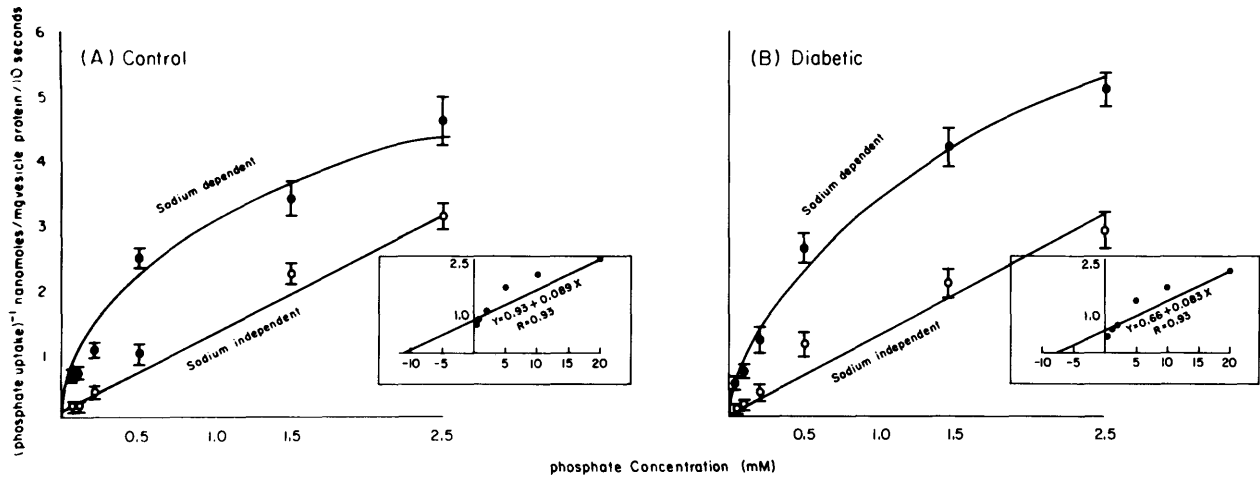 (phosphate uptake)⁻¹ nanomoles/mg vesicle protein/10 seconds
6
5
4
3
2
1
(A) Control
Sodium dependent
Sodium independent
2.5
1.0
Y=0.93+0.089 X
R=0.93
-10 -5 5 10 15 20
0.5 1.0 1.5 2.5
(B) Diabetic
Sodium dependent
Sodium independent
2.5
1.0
Y=0.66+0.083 X
R=0.93
-10 -5 5 10 15 20
0.5 1.0 1.5 2.5
phosphate Concentration (mM)